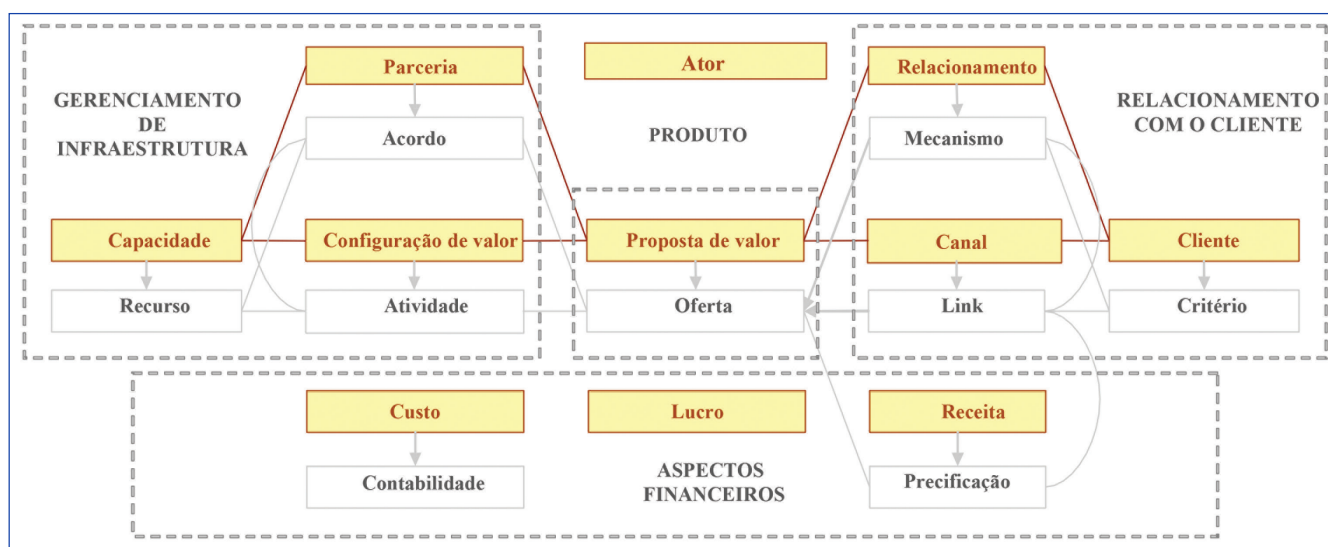 Parceria
Ator
Relacionamento
GERENCIAMENTO
DE
INFRAESTRUTURA
PRODUTO
RELACIONAMENTO
COM O CLIENTE
Acordo
Mecanismo
Capacidade
Configuração de valor
Proposta de valor
Canal
Cliente
Recurso
Atividade
Oferta
Link
Critério
Custo
Lucro
Receita
Contabilidade
ASPECTOS
FINANCEIROS
Precificação